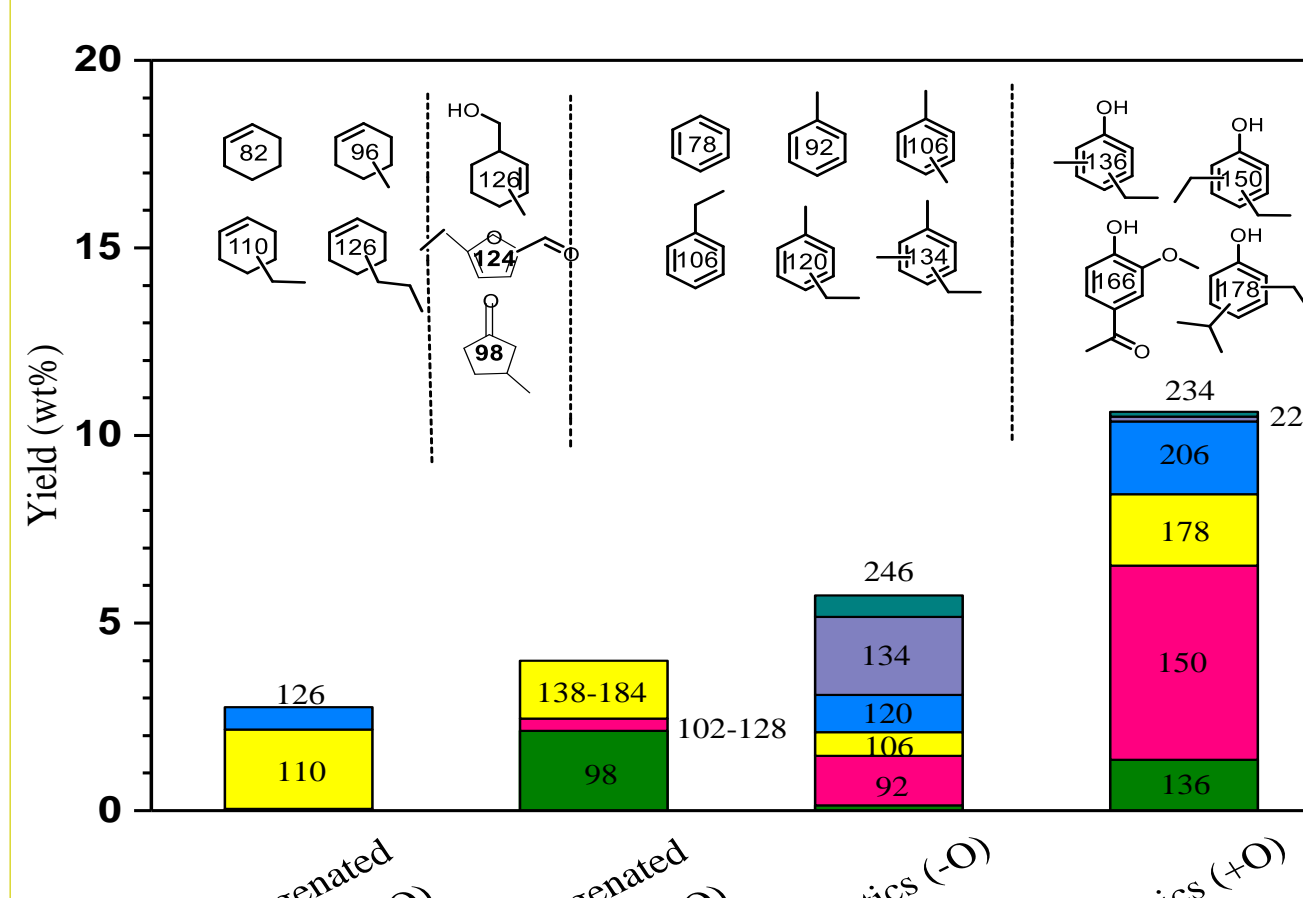 20
HO
OH
OH
82
96
126
78
92
106
136
150
110
126
O
124
O
106
120
134
OH
O
166
OH
178
O
15
O
98
Yield (wt%)
234
22
10
206
178
246
150
134
5
126
138-184
102-128
120
106
110
98
92
136
0
genated
genated
tics (-O)
ics (+O)
O)
O)